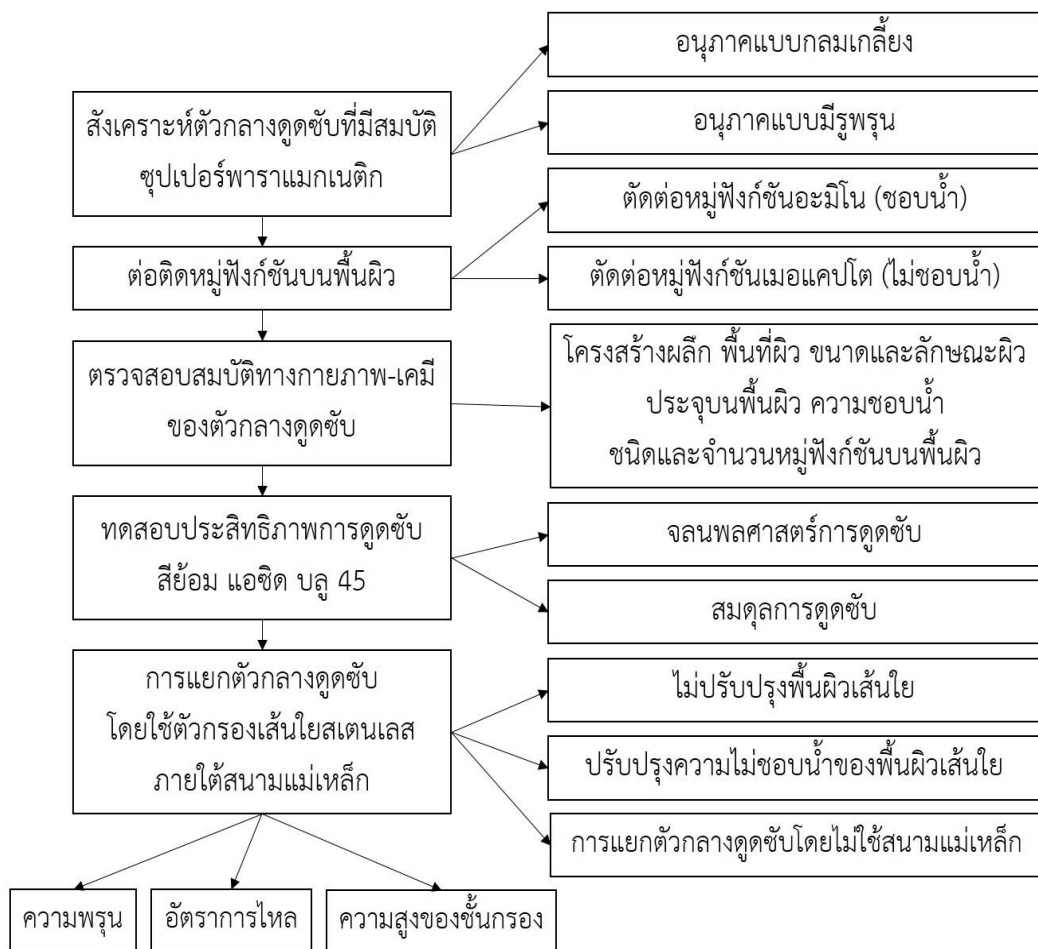 อนุภาคแบบกลมเกลี้ยง
สังเคราะห์ตัวกลางดูดซับที่มีสมบัติ
ซุปเปอร์พาราแมกเนติก
อนุภาคแบบมีรูพรุน
ตัดต่อหมู่ฟังก์ชันอะมิโน (ชอบน้ำ)
ต่อติดหมู่ฟังก์ชันบนพื้นผิว
ตัดต่อหมู่ฟังก์ชันเมอแคปโต (ไม่ชอบน้ำ)
ตรวจสอบสมบัติทางกายภาพ-เคมี
ของตัวกลางดูดซับ
โครงสร้างผลึก พื้นที่ผิว ขนาดและลักษณะผิว
ประจุบนพื้นผิว ความชอบน้ำ
ชนิดและจำนวนหมู่ฟังก์ชันบนพื้นผิว
ทดสอบประสิทธิภาพการดูดซับ
สีย้อม แอซิด บลู 45
จลนพลศาสตร์การดูดซับ
สมดุลการดูดซับ
การแยกตัวกลางดูดซับ
โดยใช้ตัวกรองเส้นใยสเตนเลส
ภายใต้สนามแม่เหล็ก
ไม่ปรับปรุงพื้นผิวเส้นใย
ปรับปรุงความไม่ชอบน้ำของพื้นผิวเส้นใย
การแยกตัวกลางดูดซับโดยไม่ใช้สนามแม่เหล็ก
ความพรุน
อัตราการไหล
ความสูงของชั้นกรอง